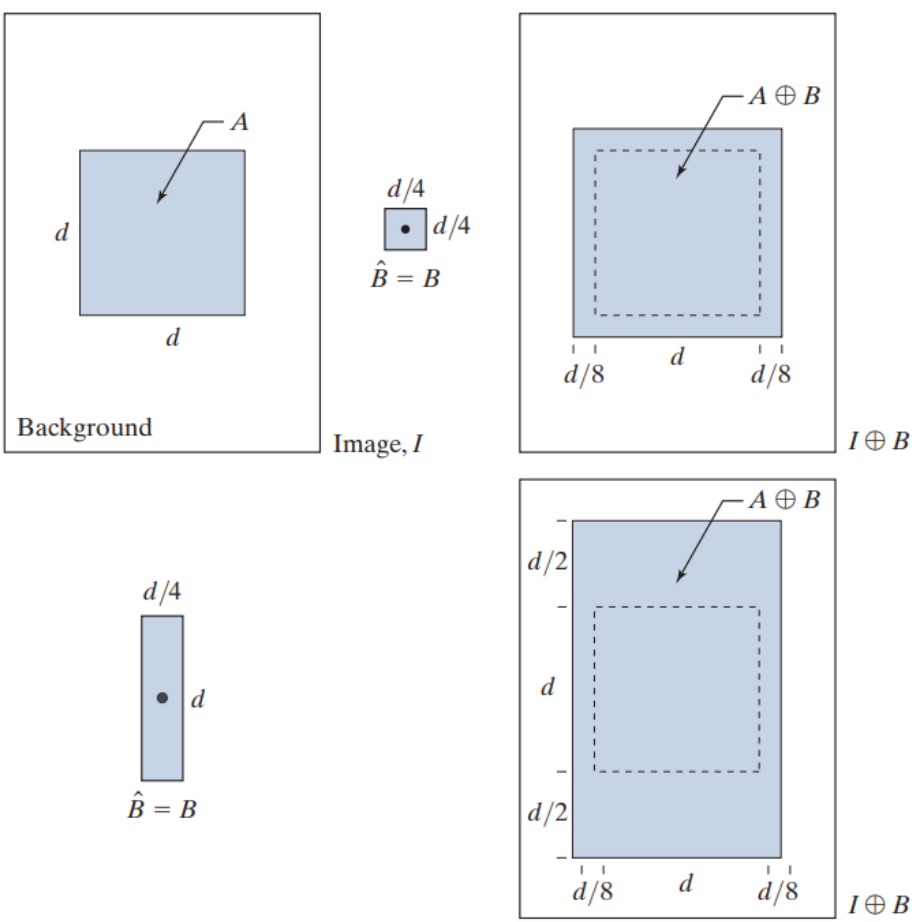 A
d
d
Background
Image, I
d/4
d/4
B̂ = B
A ⊕ B
d
d/8
d/8
I ⊕ B
d/4
d
B̂ = B
A ⊕ B
d/2
d
d/2
d/8
d
d/8
I ⊕ B